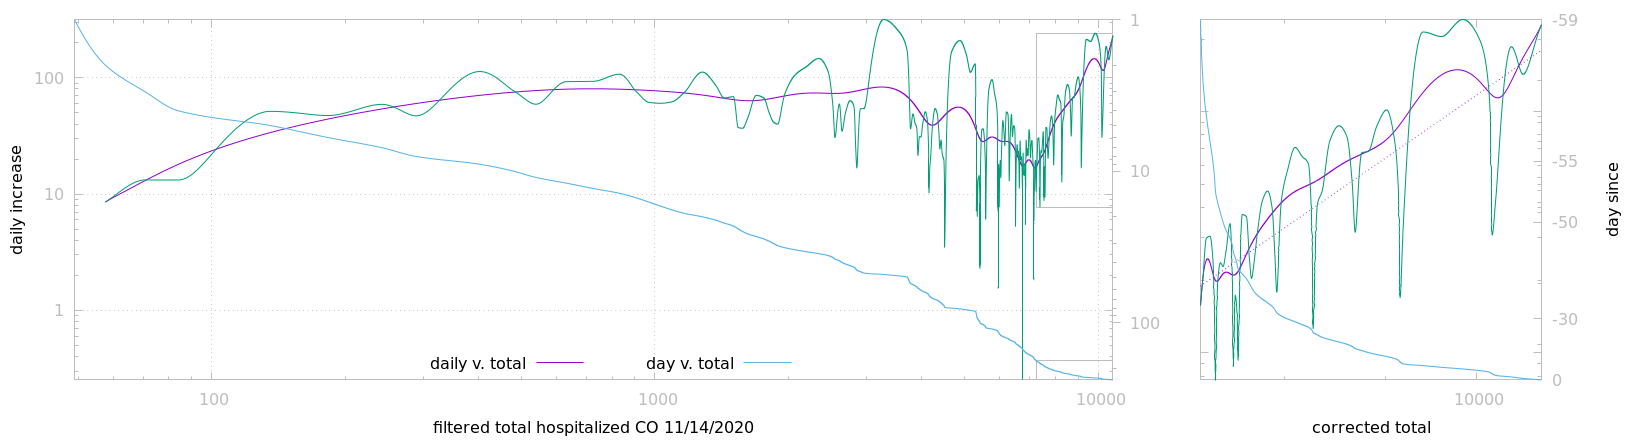 daily increase
100
10
1
100
1000
10000
1
10
100
daily v. total
day v. total
filtered total hospitalized CO 11/14/2020
-59
-55
-50
-30
0
day since
10000
corrected total